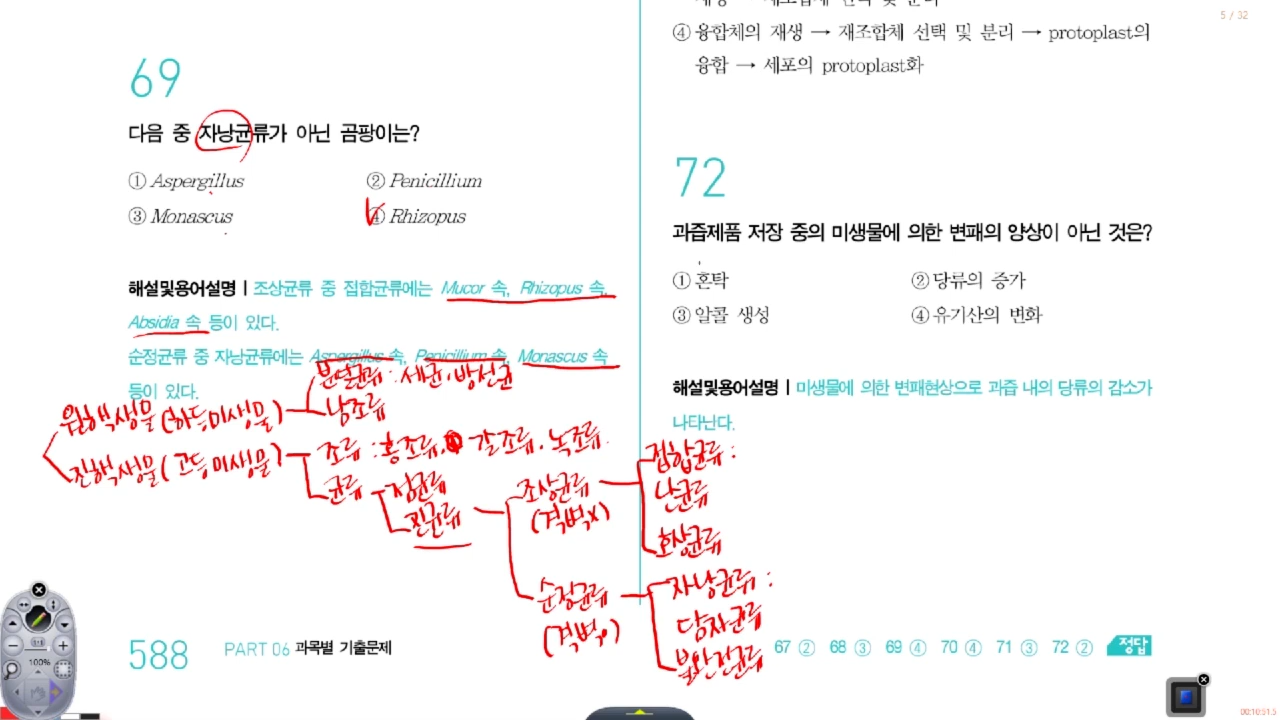 69
다음 중 자낭균류가 아닌 곰팡이는?
① Aspergillus ② Penicillium
③ Monascus ④ Rhizopus
해설및용어설명 | 조상균류 중 접합균류에는 Mucor 속, Rhizopus 속,
Absidia 속 등이 있다.
순정균류 중 자낭균류에는 Aspergillus 속, Penicillium 속, Monascus 속
등이 있다.
원핵생물 (하등미생물)
분열균류 : 세균, 방선균
남조류
진핵생물 (고등미생물)
조류 : 홍조류, 갈조류, 녹조류
균류
점균류
진균류
조상균류
(격벽x)
접합균류 :
난균류
호상균류
순정균류
(격벽o)
자낭균류 :
담자균류
불완전균류
588 PART 06 과목별 기출문제
④ 융합체의 재생 → 재조합체 선택 및 분리 → protoplast의
융합 → 세포의 protoplast화
72
과즙제품 저장 중의 미생물에 의한 변패의 양상이 아닌 것은?
① 혼탁 ② 당류의 증가
③ 알콜 생성 ④ 유기산의 변화
해설및용어설명 | 미생물에 의한 변패현상으로 과즙 내의 당류의 감소가
나타난다.
67 ② 68 ③ 69 ④ 70 ④ 71 ③ 72 ② 정답
5 / 32
100%
00:10:51.5